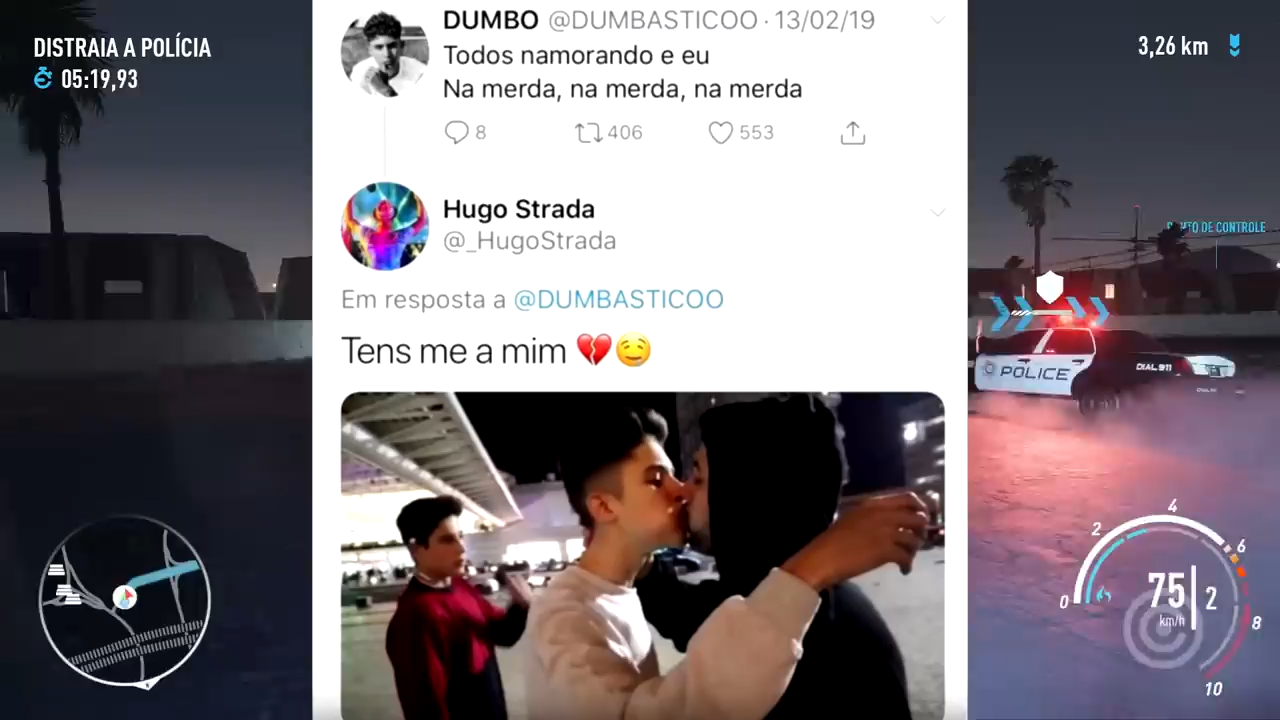 DISTRAIA A POLÍCIA
05:19,93
DUMBO @DUMBASTICOO · 13/02/19
Todos namorando e eu
Na merda, na merda, na merda
8 406 553
Hugo Strada
@_HugoStrada
Em resposta a @DUMBASTICOO
Tens me a mim 💔🤤
3,26 km
POLICE
DIAL 911
0 2 4 6 8 10
75 2
km/h